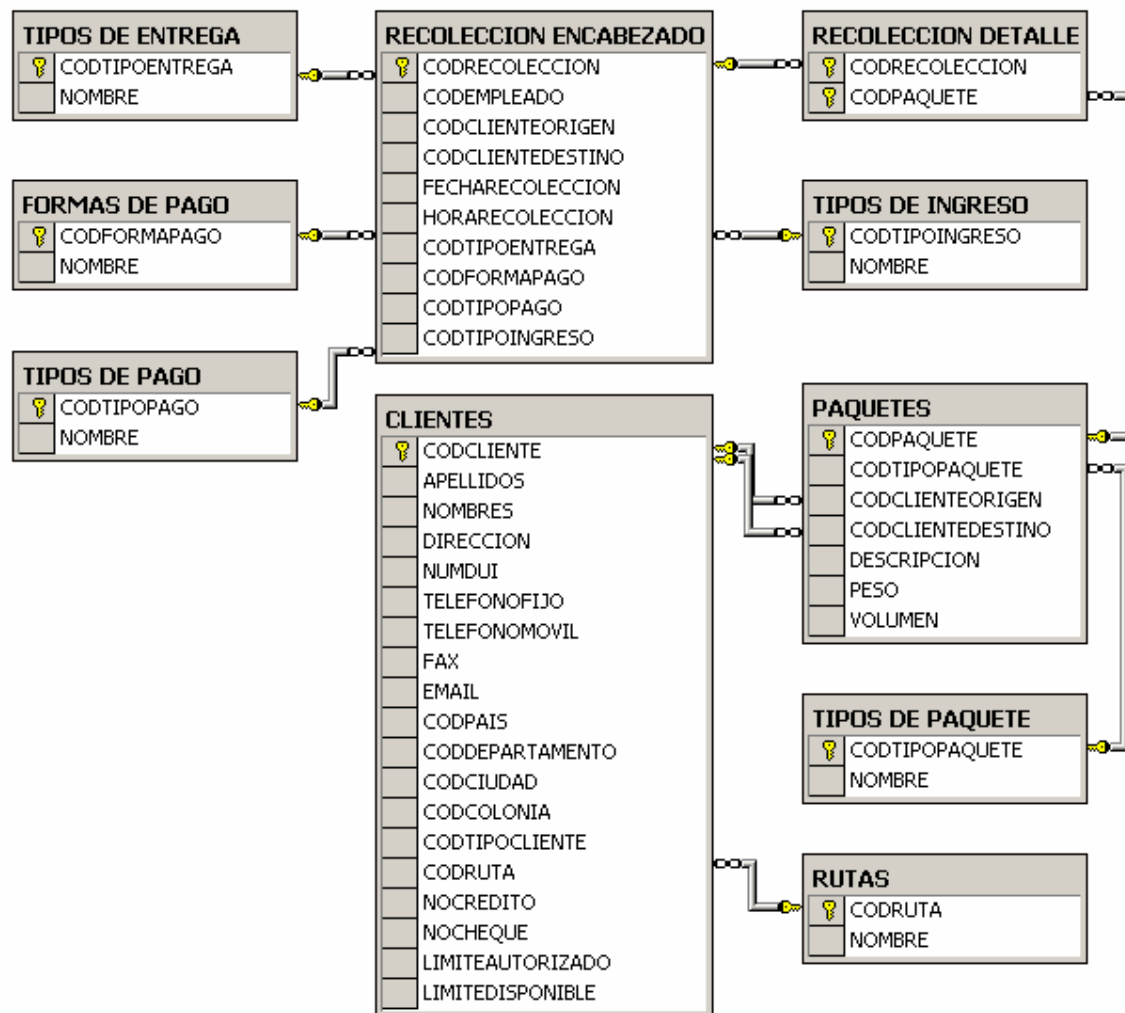 TIPOS DE ENTREGA
CODTIPOENTREGA
NOMBRE
RECOLECCION ENCABEZADO
CODRECOLECCION
CODEMPLEADO
CODCLIENTEORIGEN
CODCLIENTEDESTINO
FECHARECOLECCION
HORARECOLECCION
CODTIPOENTREGA
CODFORMAPAGO
CODTIPOPAGO
CODTIPOINGRESO
RECOLECCION DETALLE
CODRECOLECCION
CODPAQUETE
FORMAS DE PAGO
CODFORMAPAGO
NOMBRE
TIPOS DE INGRESO
CODTIPOINGRESO
NOMBRE
TIPOS DE PAGO
CODTIPOPAGO
NOMBRE
CLIENTES
CODCLIENTE
APELLIDOS
NOMBRES
DIRECCION
NUMDUI
TELEFONOFIJO
TELEFONOMOVIL
FAX
EMAIL
CODPAIS
CODDEPARTAMENTO
CODCIUDAD
CODCOLONIA
CODTIPOCLIENTE
CODRUTA
NOCREDITO
NOCHEQUE
LIMITEAUTORIZADO
LIMITEDISPONIBLE
PAQUETES
CODPAQUETE
CODTIPOPAQUETE
CODCLIENTEORIGEN
CODCLIENTEDESTINO
DESCRIPCION
PESO
VOLUMEN
TIPOS DE PAQUETE
CODTIPOPAQUETE
NOMBRE
RUTAS
CODRUTA
NOMBRE